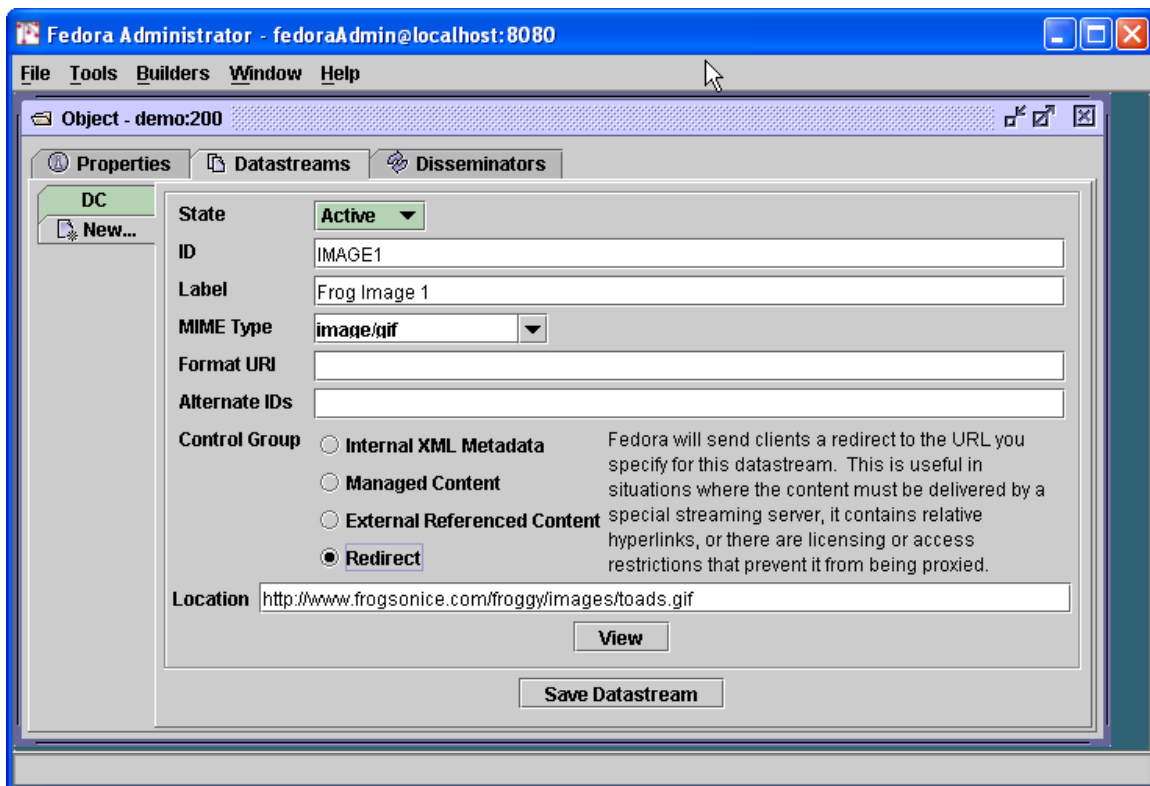 Fedora Administrator - fedoraAdmin@localhost:8080
File Tools Builders Window Help
Object - demo:200
Properties Datastreams Disseminators
DC
New...
State Active
ID IMAGE1
Label Frog Image 1
MIME Type image/gif
Format URI
Alternate IDs
Control Group
Internal XML Metadata
Managed Content
External Referenced Content
Redirect
Fedora will send clients a redirect to the URL you
specify for this datastream. This is useful in
situations where the content must be delivered by a
special streaming server, it contains relative
hyperlinks, or there are licensing or access
restrictions that prevent it from being proxied.
Location http://www.frogsonice.com/froggy/images/toads.gif
View
Save Datastream